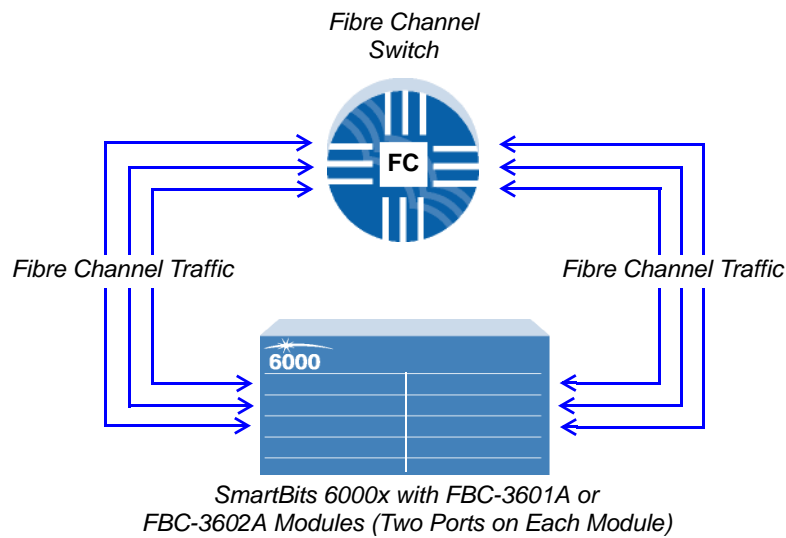 Fibre Channel
Switch
FC
Fibre Channel Traffic
Fibre Channel Traffic
6000
SmartBits 6000x with FBC-3601A or
FBC-3602A Modules (Two Ports on Each Module)